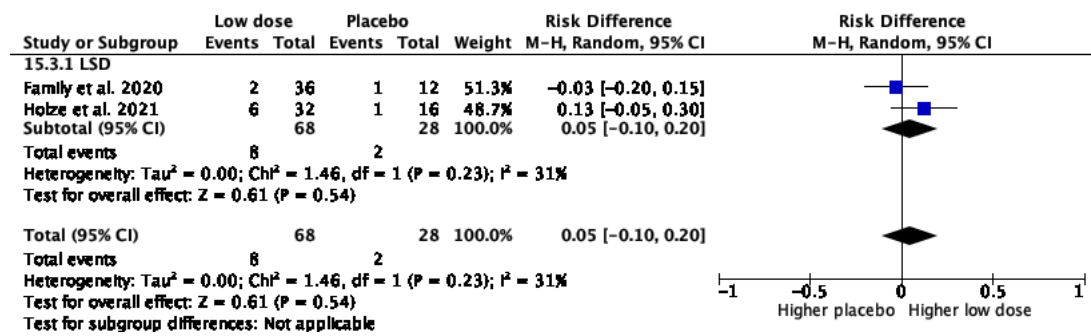 Low dose Placebo Risk Difference Risk Difference
Study or Subgroup Events Total Events Total Weight M-H, Random, 95% CI M-H, Random, 95% CI
15.3.1 LSD
Family et al. 2020 2 36 1 12 51.3% -0.03 [-0.20, 0.15]
Holze et al. 2021 6 32 1 16 48.7% 0.13 [-0.05, 0.30]
Subtotal (95% CI) 68 28 100.0% 0.05 [-0.10, 0.20]
Total events 8 2
Heterogeneity: Tau² = 0.00; Chi² = 1.46, df = 1 (P = 0.23); I² = 31%
Test for overall effect: Z = 0.61 (P = 0.54)
Total (95% CI) 68 28 100.0% 0.05 [-0.10, 0.20]
Total events 8 2
Heterogeneity: Tau² = 0.00; Chi² = 1.46, df = 1 (P = 0.23); I² = 31%
Test for overall effect: Z = 0.61 (P = 0.54)
Test for subgroup differences: Not applicable
-1 -0.5 0 0.5 1
Higher placebo Higher low dose